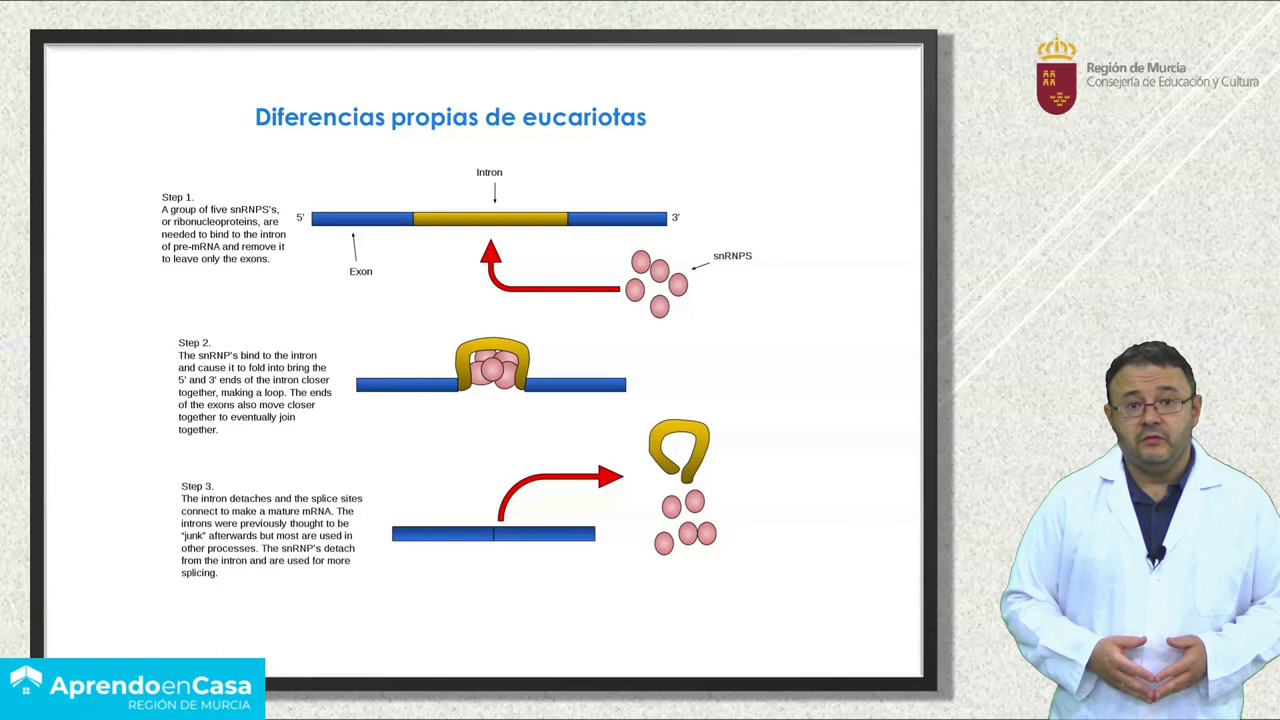 Región de Murcia
Consejería de Educación y Cultura
Diferencias propias de eucariotas
Intron
Step 1.
A group of five snRNPS's,
or ribonucleoproteins, are
needed to bind to the intron
of pre-mRNA and remove it
to leave only the exons.
5'
3'
Exon
snRNPS
Step 2.
The snRNP's bind to the intron
and cause it to fold into bring the
5' and 3' ends of the intron closer
together, making a loop. The ends
of the exons also move closer
together to eventually join
together.
Step 3.
The intron detaches and the splice sites
connect to make a mature mRNA. The
introns were previously thought to be
"junk" afterwards but most are used in
other processes. The snRNP's detach
from the intron and are used for more
splicing.
AprendoenCasa
REGIÓN DE MURCIA